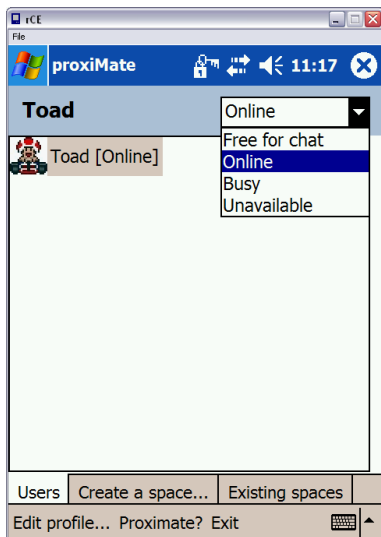 rCE
File
proxiMate 1 11:17
Toad Online
Free for chat
Toad [Online] Online
Busy
Unavailable
Users Create a space... Existing spaces
Edit profile... Proximate? Exit